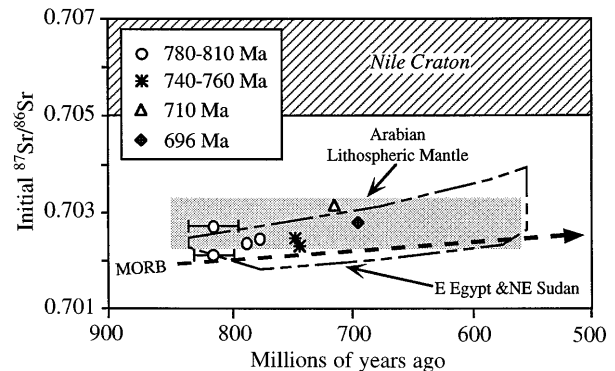 0.707
0.705
0.703
0.701
Initial ⁸⁷Sr/⁸⁶Sr
780-810 Ma
740-760 Ma
710 Ma
696 Ma
Nile Craton
Arabian
Lithospheric Mantle
MORB
E Egypt &NE Sudan
900
800
700
600
500
Millions of years ago